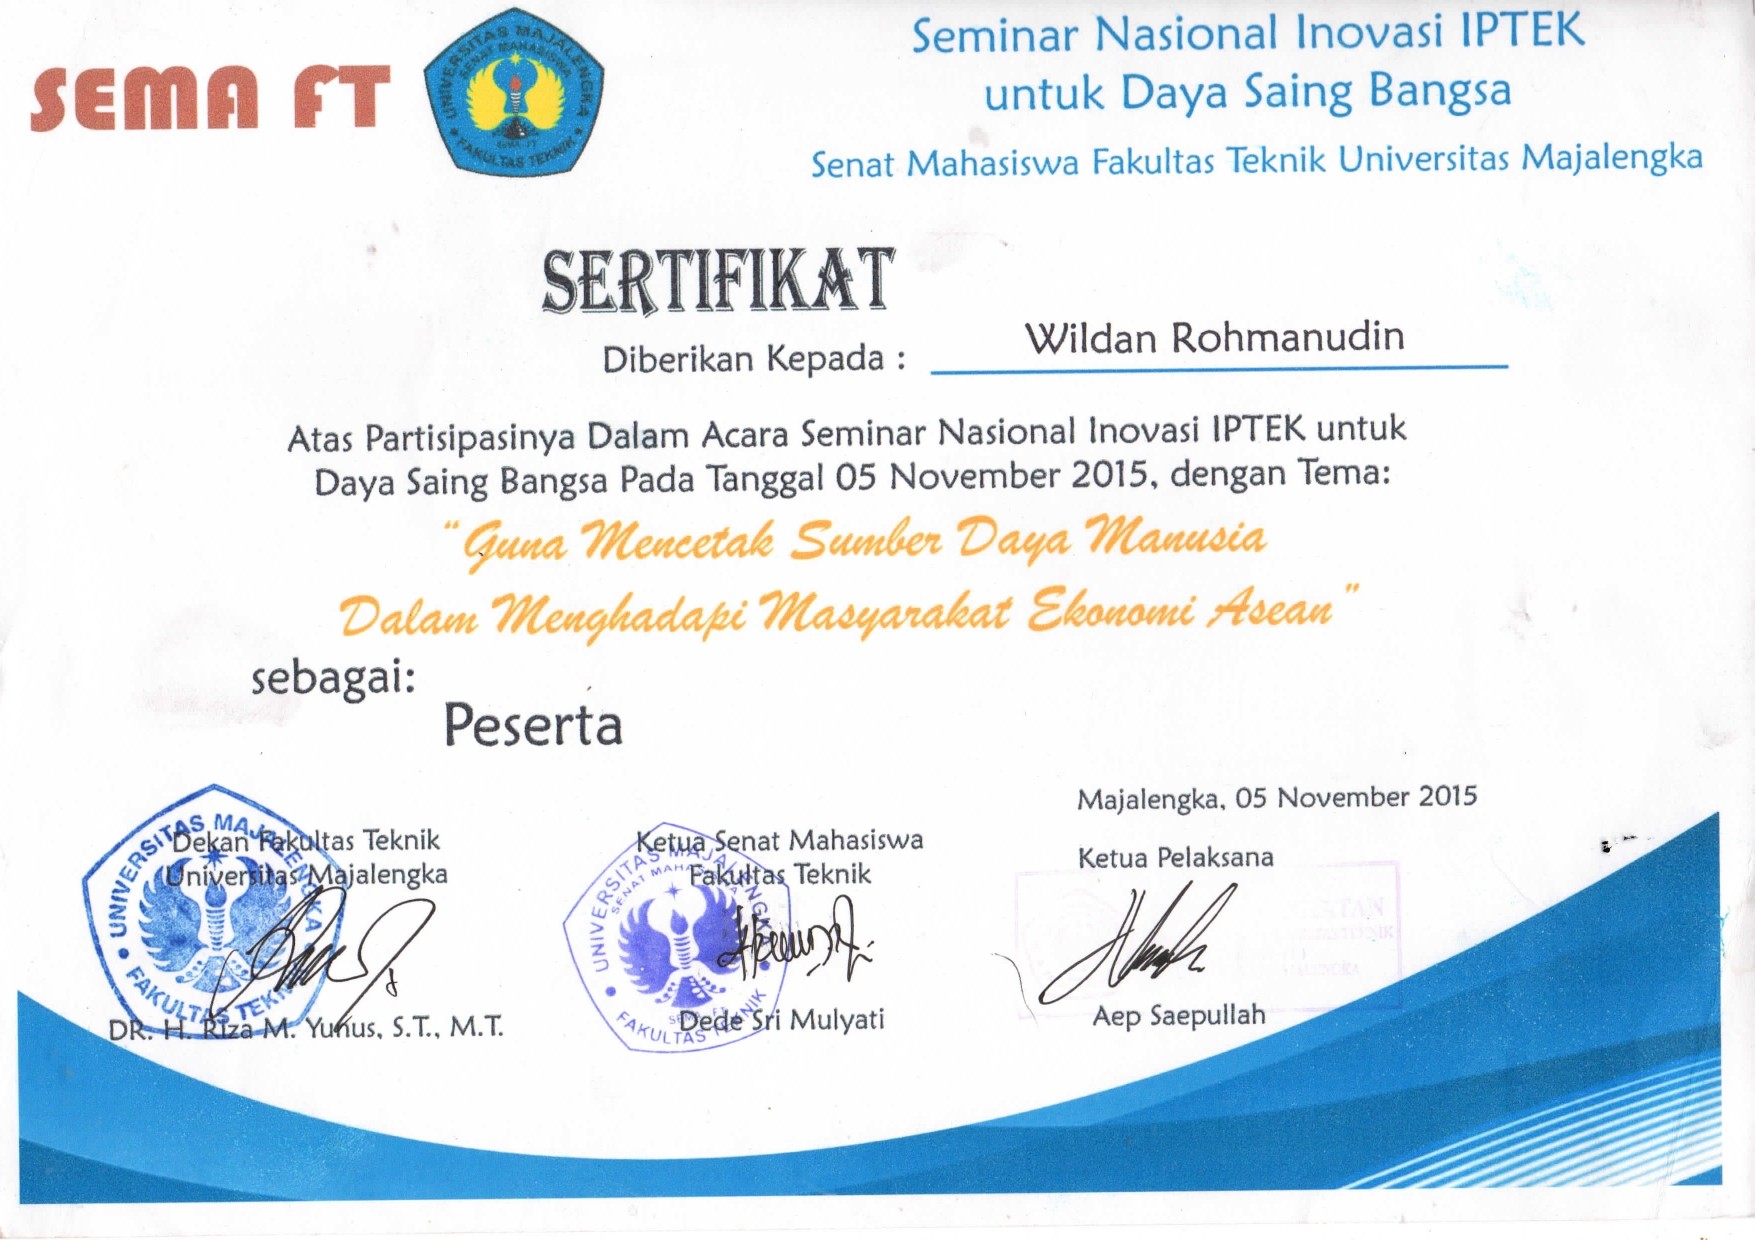 SEMA FT
UNIVERSITAS MAJALENGKA
SENAT MAHASISWA
SEMA FT
FAKULTAS TEKNIK
Seminar Nasional Inovasi IPTEK
untuk Daya Saing Bangsa
Senat Mahasiswa Fakultas Teknik Universitas Majalengka
SERTIFIKAT
Diberikan Kepada : Wildan Rohmanudin
Atas Partisipasinya Dalam Acara Seminar Nasional Inovasi IPTEK untuk
Daya Saing Bangsa Pada Tanggal 05 November 2015, dengan Tema:
“Guna Mencetak Sumber Daya Manusia
Dalam Menghadapi Masyarakat Ekonomi Asean”
sebagai:
Peserta
Majalengka, 05 November 2015
Dekan Fakultas Teknik
Universitas Majalengka
UNIVERSITAS MAJALENGKA
FAKULTAS TEKNIK
DR. H. Riza M. Yunus, S.T., M.T.
Ketua Senat Mahasiswa
Fakultas Teknik
UNIVERSITAS MAJALENGKA
SENAT MAHASISWA
SEMA FT
FAKULTAS TEKNIK
Dede Sri Mulyati
Ketua Pelaksana
Aep Saepullah